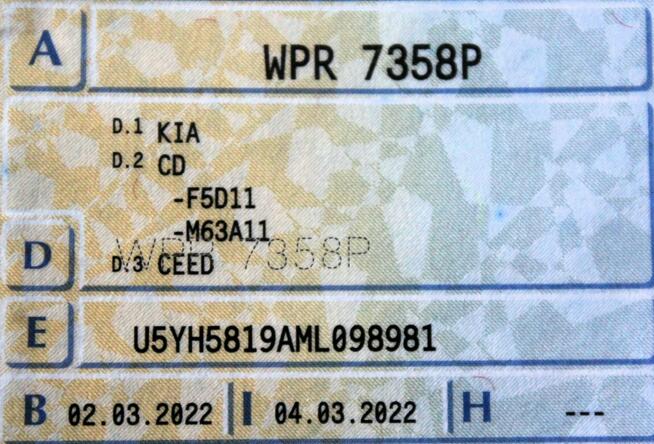 A WPR 7358P
D.1 KIA
D.2 CD
-F5D11
-M63A11
WPR 7358P
D D.3 CEED
E U5YH5819AML098981
B 02.03.2022 I 04.03.2022 H ---